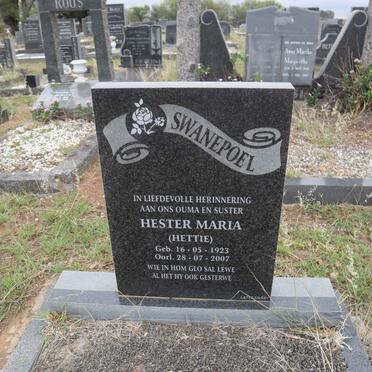 ROOS
SWANEPOEL
IN LIEFDEVOLLE HERINNERING
AAN ONS OUMA EN SUSTER
HESTER MARIA
(HETTIE)
Geb. 16 - 05 - 1923
Oorl. 28 - 07 - 2007
WIE IN HOM GLO SAL LEWE
AL HET HY OOK GESTERWE